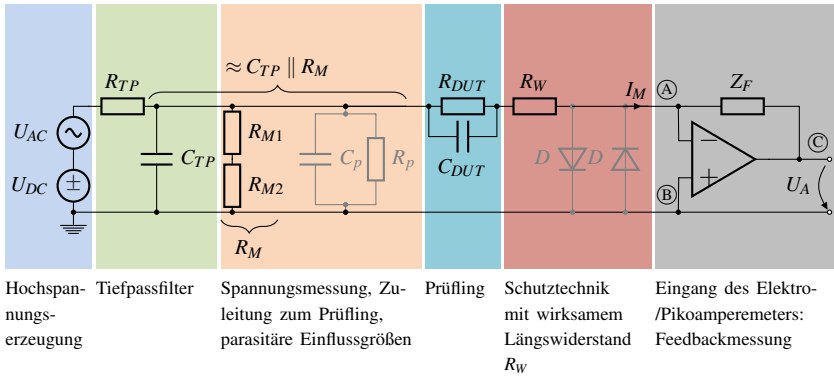 ≈ C_TP ∥ R_M
R_TP
R_DUT
R_W
I_M
A
Z_F
U_AC
R_M1
C_TP
C_p
R_p
C_DUT
D
D
−
+
C
U_DC
±
R_M2
B
U_A
R_M
Hochspan-
nungs-
erzeugung
Tiefpassfilter
Spannungsmessung, Zu-
leitung zum Prüfling,
parasitäre Einflussgrößen
Prüfling
Schutztechnik
mit wirksamem
Längswiderstand
R_W
Eingang des Elektro-
/Pikoamperemeters:
Feedbackmessung